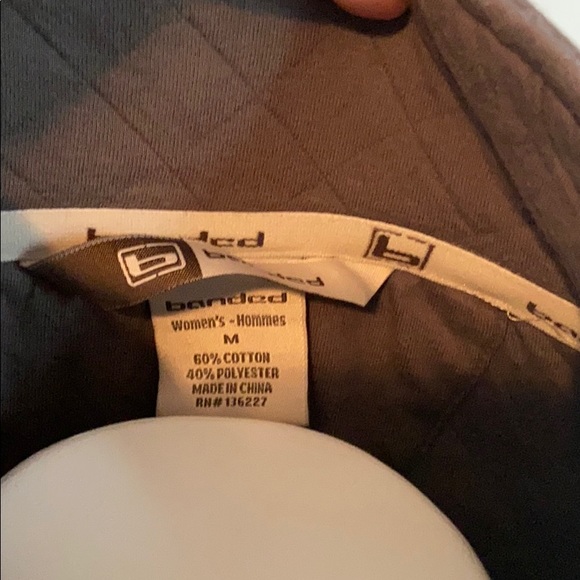 banded
b
b
banded
banded
Women's - Hommes
M
60% COTTON
40% POLYESTER
MADE IN CHINA
RN# 136227